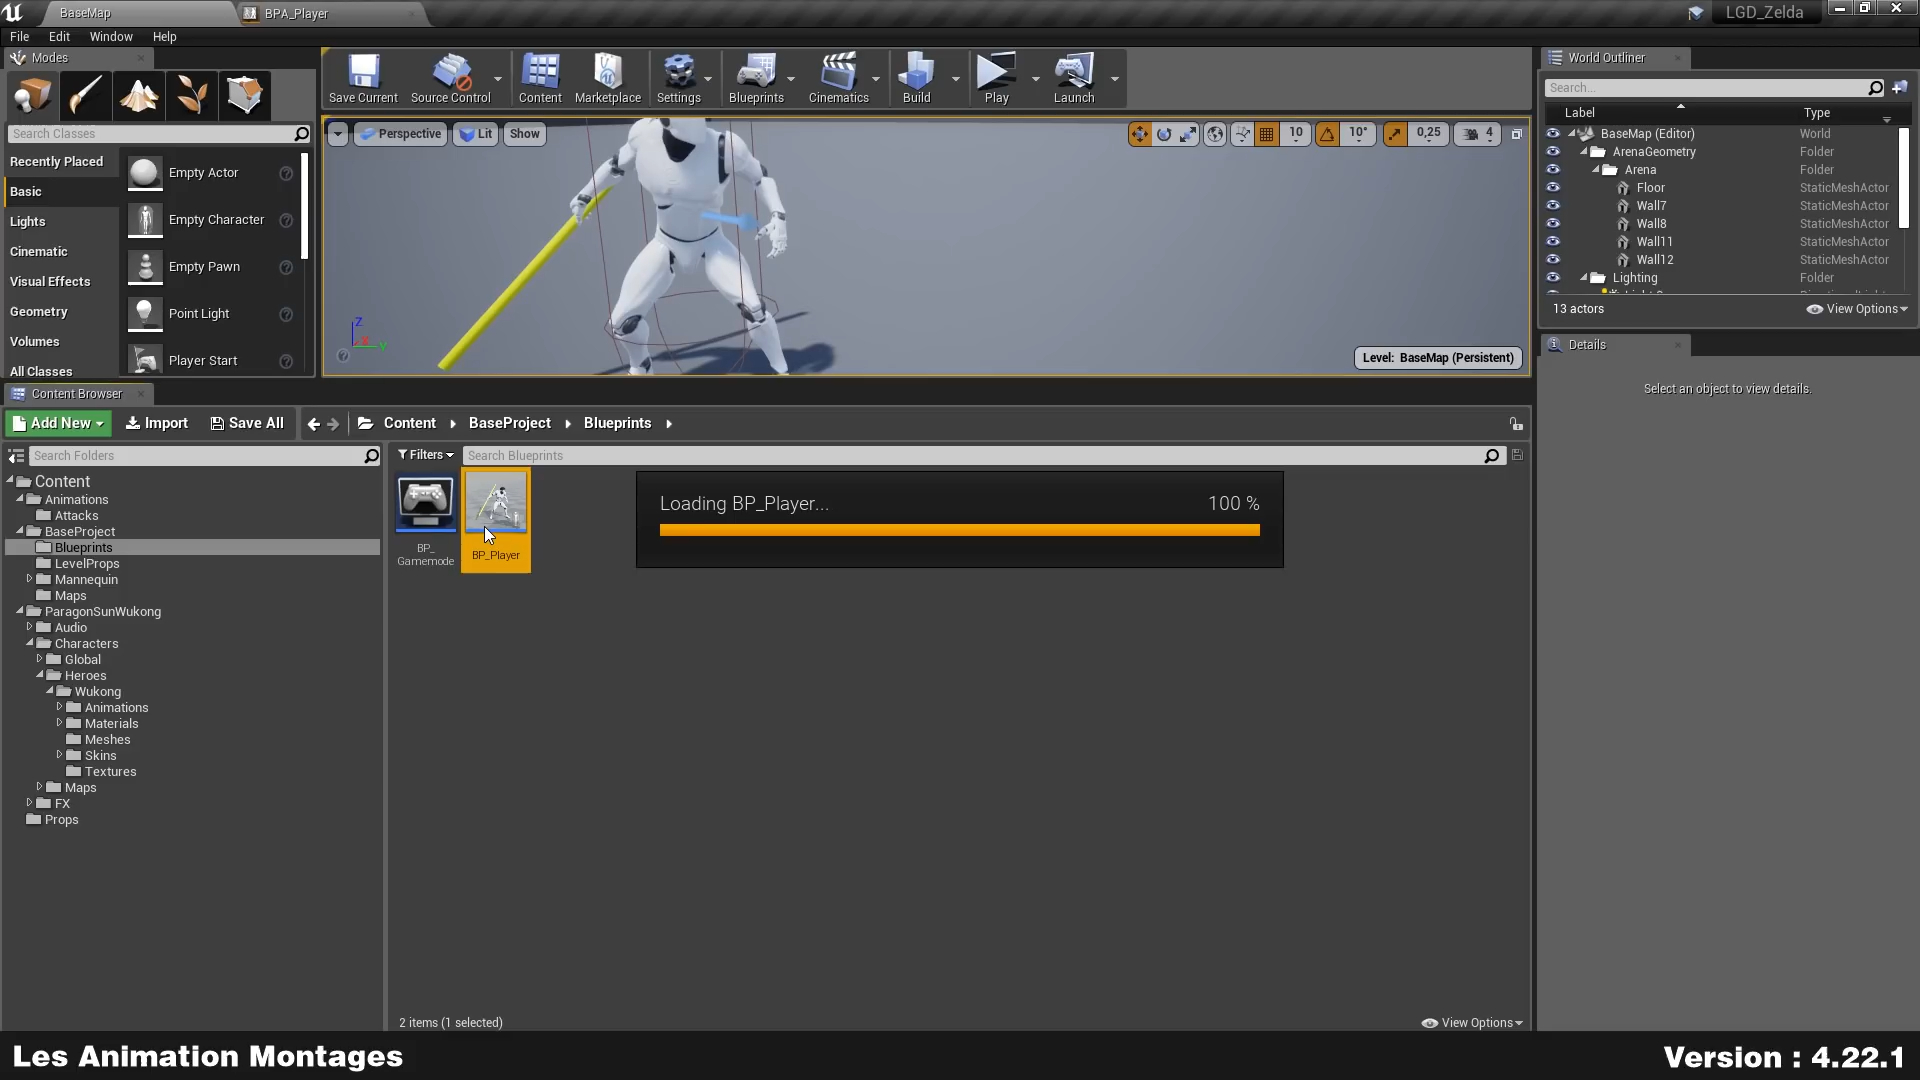 BaseMap
BPA_Player
LGD_Zelda
File Edit Window Help
Modes
Search Classes
Recently Placed
Basic
Lights
Cinematic
Visual Effects
Geometry
Volumes
All Classes
Empty Actor
Empty Character
Empty Pawn
Point Light
Player Start
Save Current
Source Control
Content
Marketplace
Settings
Blueprints
Cinematics
Build
Play
Launch
Perspective
Lit
Show
10
10°
0,25
4
Z
X
Y
Level: BaseMap (Persistent)
World Outliner
Search...
Label Type
BaseMap (Editor) World
ArenaGeometry Folder
Arena Folder
Floor StaticMeshActor
Wall7 StaticMeshActor
Wall8 StaticMeshActor
Wall11 StaticMeshActor
Wall12 StaticMeshActor
Lighting Folder
13 actors
View Options
Details
Select an object to view details.
Content Browser
Add New
Import
Save All
Content
BaseProject
Blueprints
Search Folders
Filters
Search Blueprints
Content
Animations
Attacks
BaseProject
Blueprints
LevelProps
Mannequin
Maps
ParagonSunWukong
Audio
Characters
Global
Heroes
Wukong
Animations
Materials
Meshes
Skins
Textures
Maps
FX
Props
BP_
Gamemode
BP_Player
Loading BP_Player... 100 %
2 items (1 selected)
View Options
Les Animation Montages
Version : 4.22.1